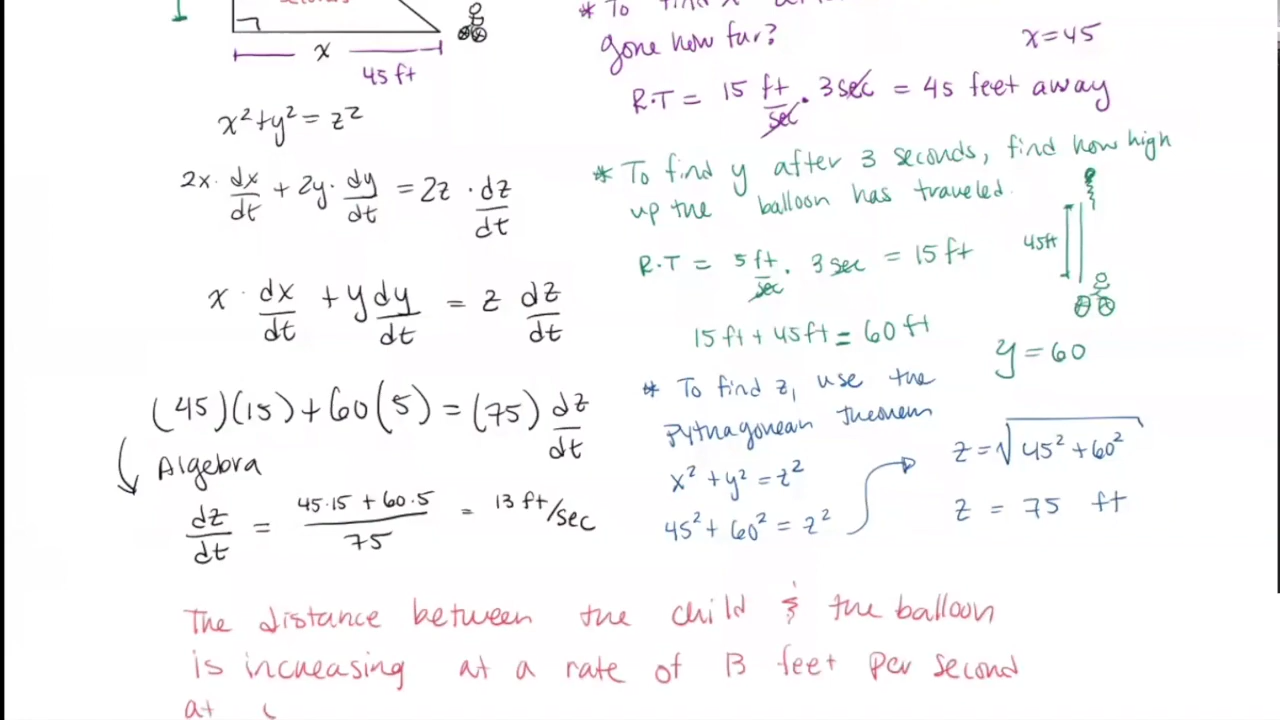 x
45 ft
x²+y²= z²
2x · dx/dt + 2y · dy/dt = 2z · dz/dt
x · dx/dt + y dy/dt = z dz/dt
(45)(15) + 60(5) = (75) dz/dt
Algebra
dz/dt = 45·15 + 60·5 / 75 = 13 ft/sec
* To find x
gone how far?
x=45
R·T = 15 ft/sec · 3sec = 45 feet away
* To find y after 3 seconds, find how high
up the balloon has traveled.
45ft
R·T = 5 ft/sec · 3 sec = 15 ft
15 ft + 45 ft = 60 ft
y = 60
* To find z, use the
Pythagorean theorem
x² + y² = z²
45² + 60² = z²
z = √45² + 60²
z = 75 ft
The distance between the child & the balloon
is increasing at a rate of 13 feet per second
at